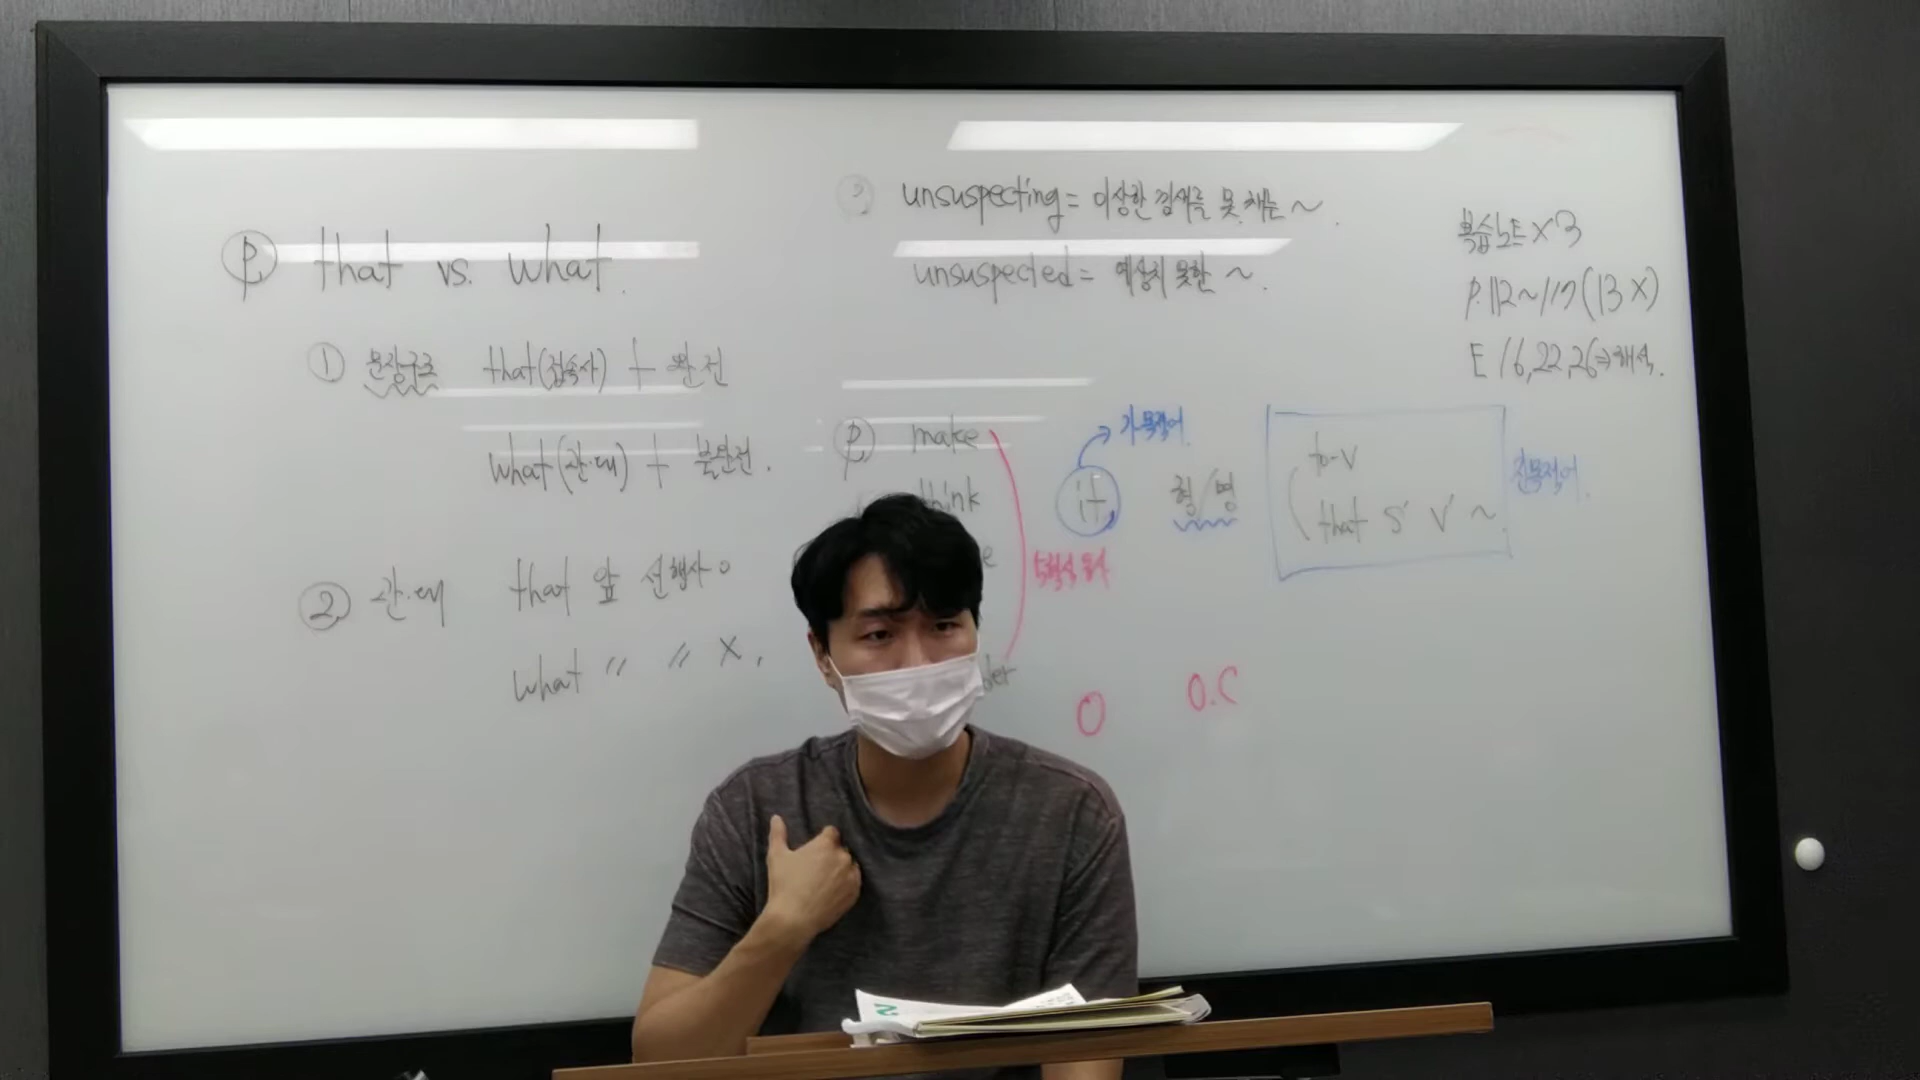 P. that vs. what.
① 문장구조 that(접속사) + 완전
what(관·대) + 불완전.
② 관·대 that 앞 선행사 O
what 〃 〃 X.
unsuspecting = 이상한 낌새를 못 채는 ~.
unsuspected = 예상치 못한 ~.
P. make
think
5형식 동사
it
가목적어
형/명
to-V
that S' V' ~
진목적어.
O
O.C
복습노트 X3
P.112~117(13X)
E 16,22,26⇒해석.